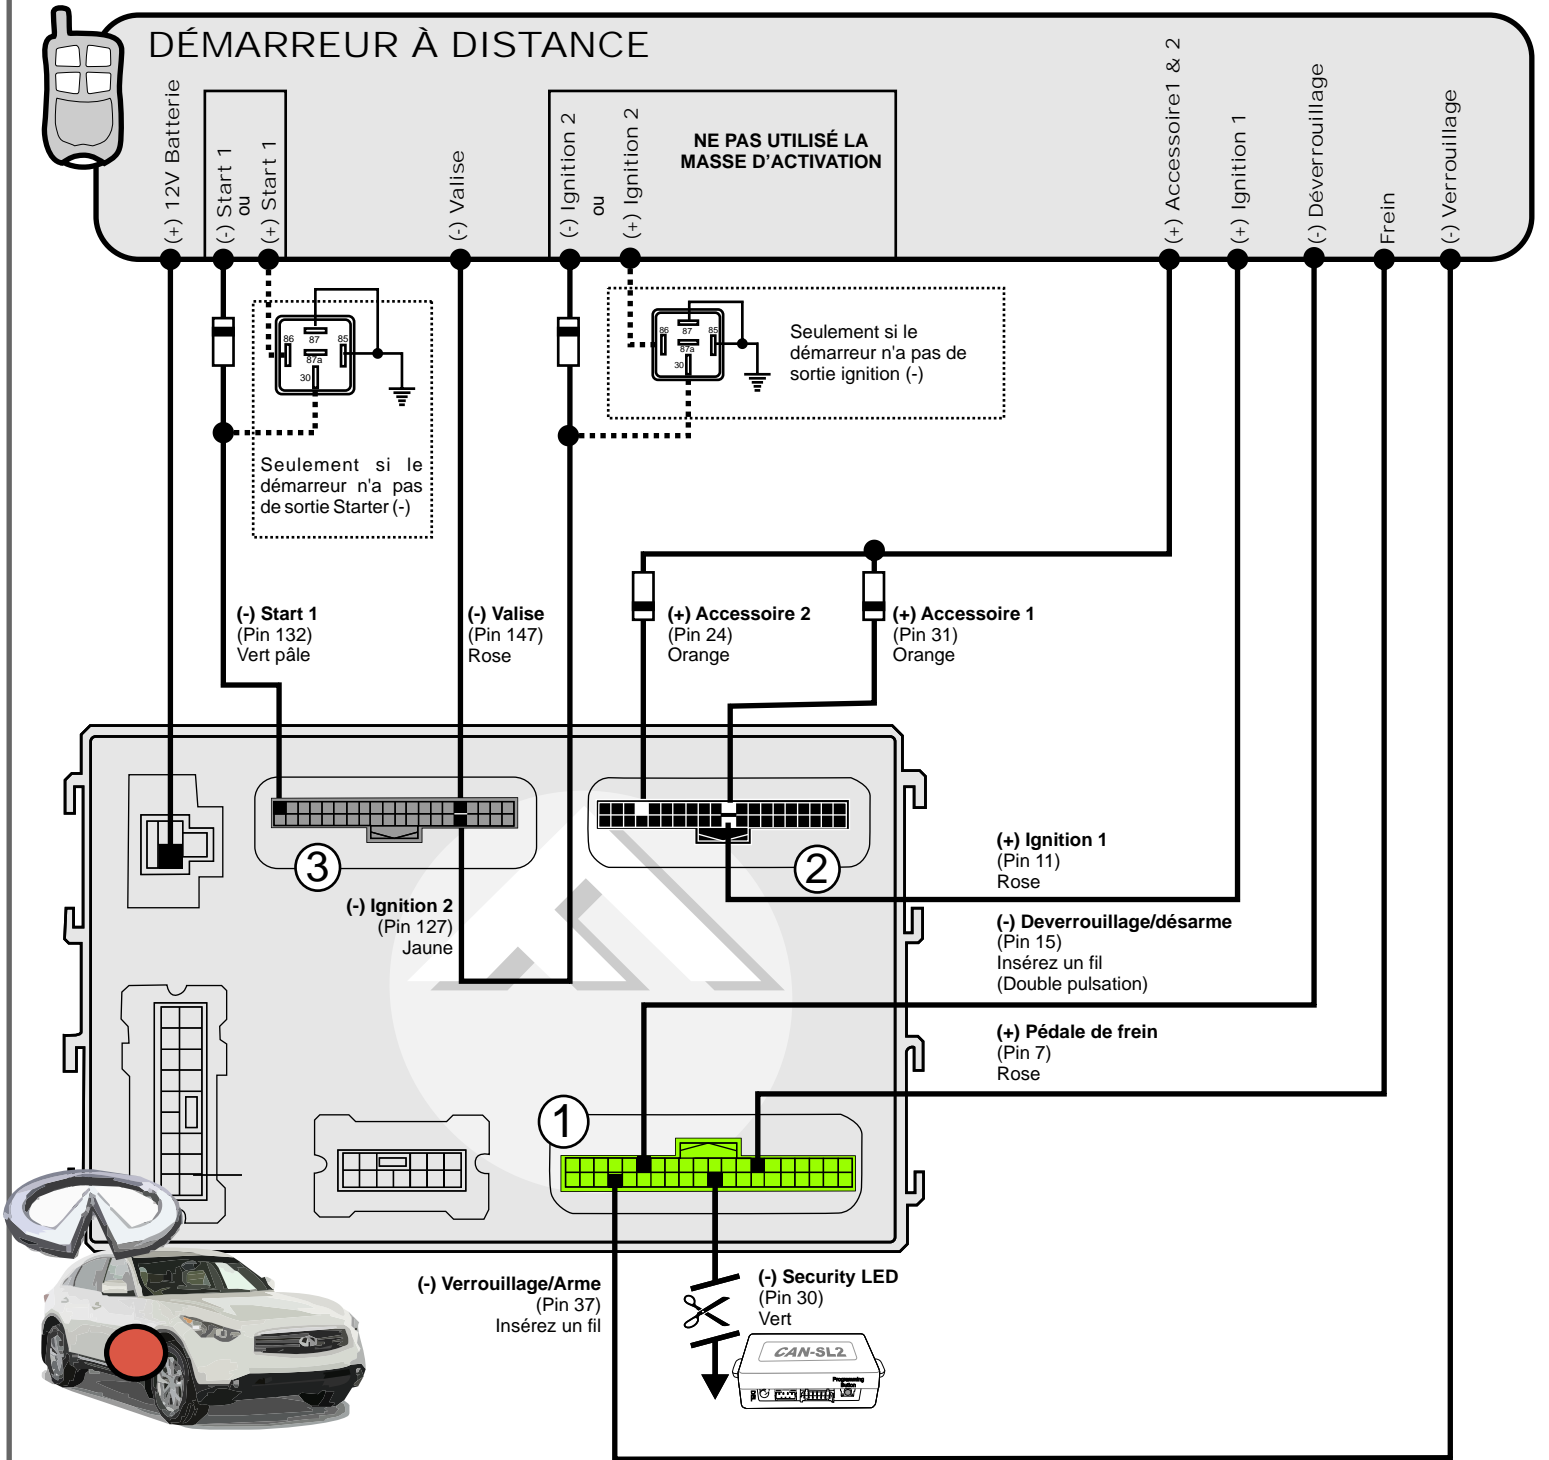 DÉMARREUR À DISTANCE
(+) 12V Batterie
(-) Start 1
ou
(+) Start 1
(-) Valise
(-) Ignition 2
ou
(+) Ignition 2
NE PAS UTILISÉ LA
MASSE D'ACTIVATION
(+) Accessoire1 & 2
(+) Ignition 1
(-) Déverrouillage
Frein
(-) Verrouillage
86
87
85
87a
30
Seulement si le
démarreur n'a pas
de sortie Starter (-)
86
87
85
87a
30
Seulement si le
démarreur n'a pas de
sortie ignition (-)
(-) Start 1
(Pin 132)
Vert pâle
(-) Valise
(Pin 147)
Rose
(+) Accessoire 2
(Pin 24)
Orange
(+) Accessoire 1
(Pin 31)
Orange
3
2
(+) Ignition 1
(Pin 11)
Rose
(-) Ignition 2
(Pin 127)
Jaune
(-) Deverrouillage/désarme
(Pin 15)
Insérez un fil
(Double pulsation)
(+) Pédale de frein
(Pin 7)
Rose
1
(-) Verrouillage/Arme
(Pin 37)
Insérez un fil
(-) Security LED
(Pin 30)
Vert
CAN-SL2
Programming
Button